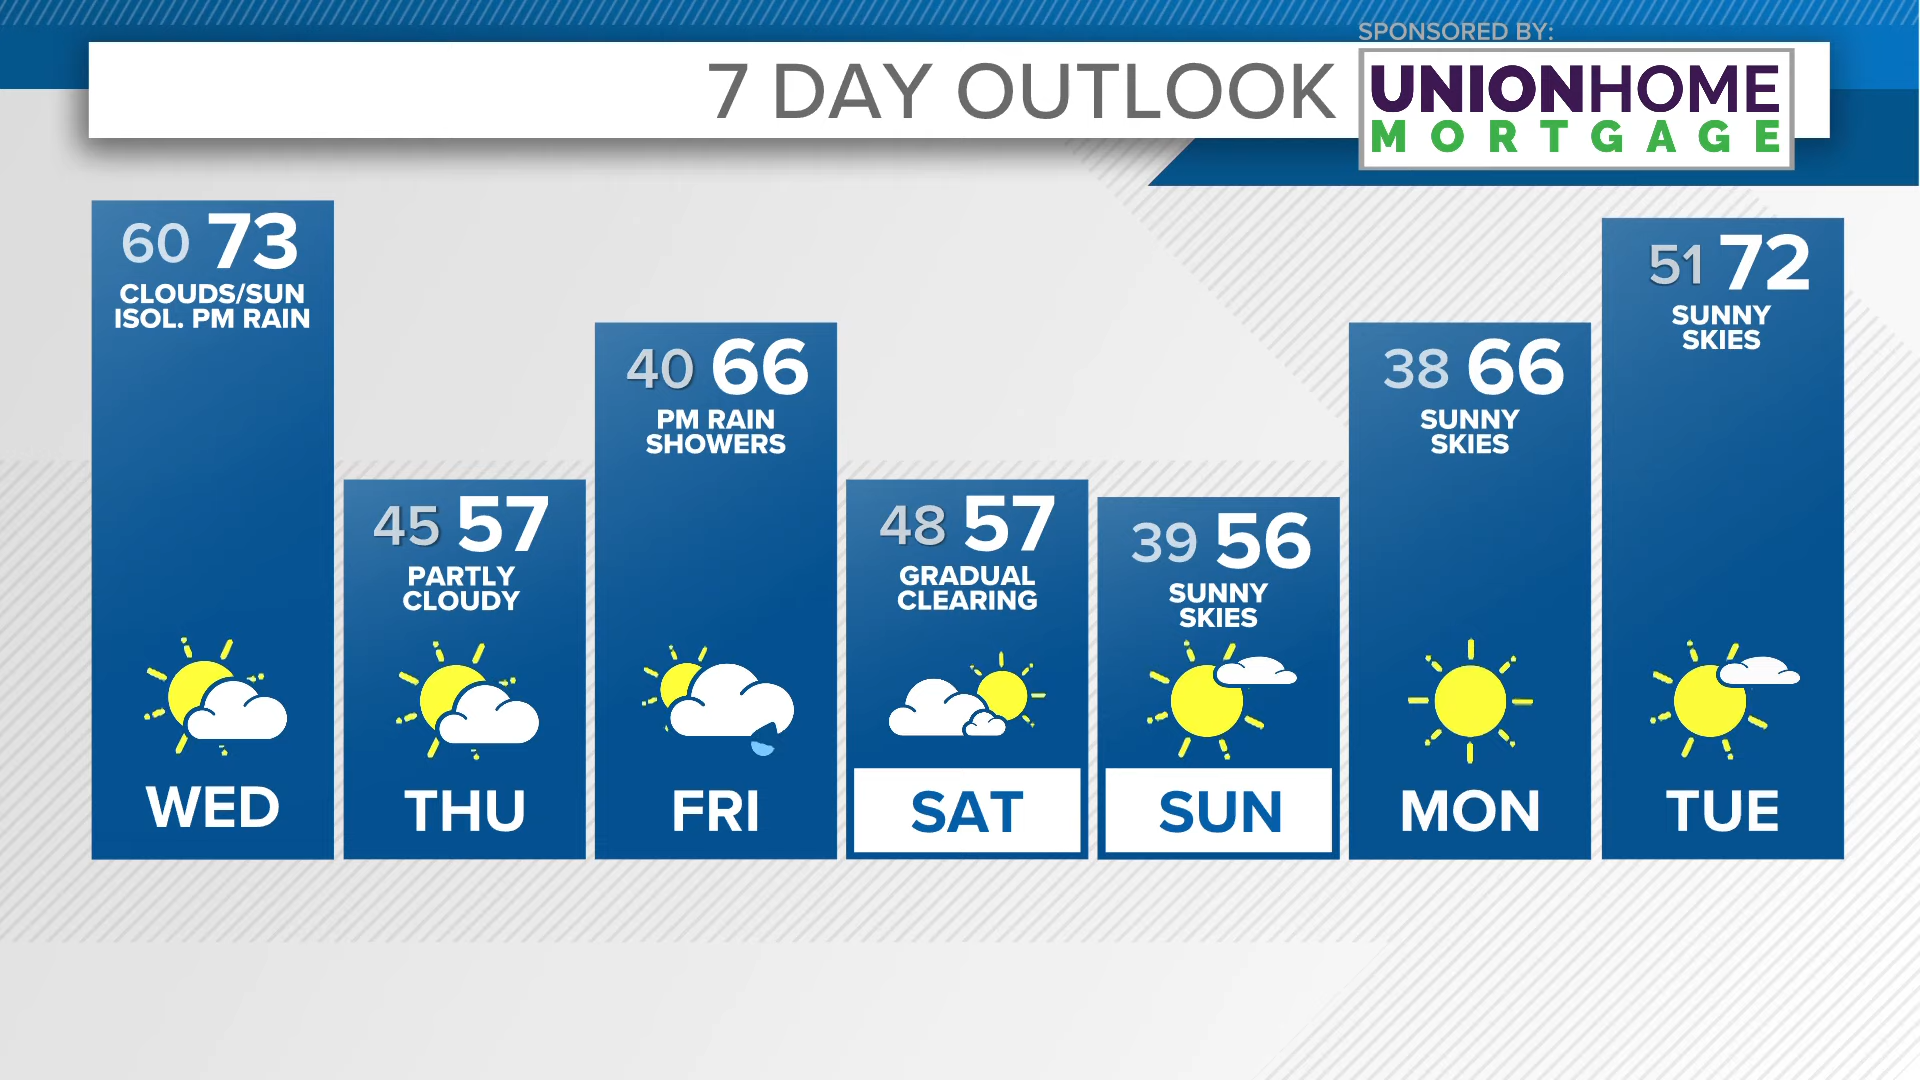 SPONSORED BY:
7 DAY OUTLOOK
UNIONHOME
MORTGAGE
60 73
CLOUDS/SUN
ISOL. PM RAIN
WED
45 57
PARTLY
CLOUDY
THU
40 66
PM RAIN
SHOWERS
FRI
48 57
GRADUAL
CLEARING
SAT
39 56
SUNNY
SKIES
SUN
38 66
SUNNY
SKIES
MON
51 72
SUNNY
SKIES
TUE